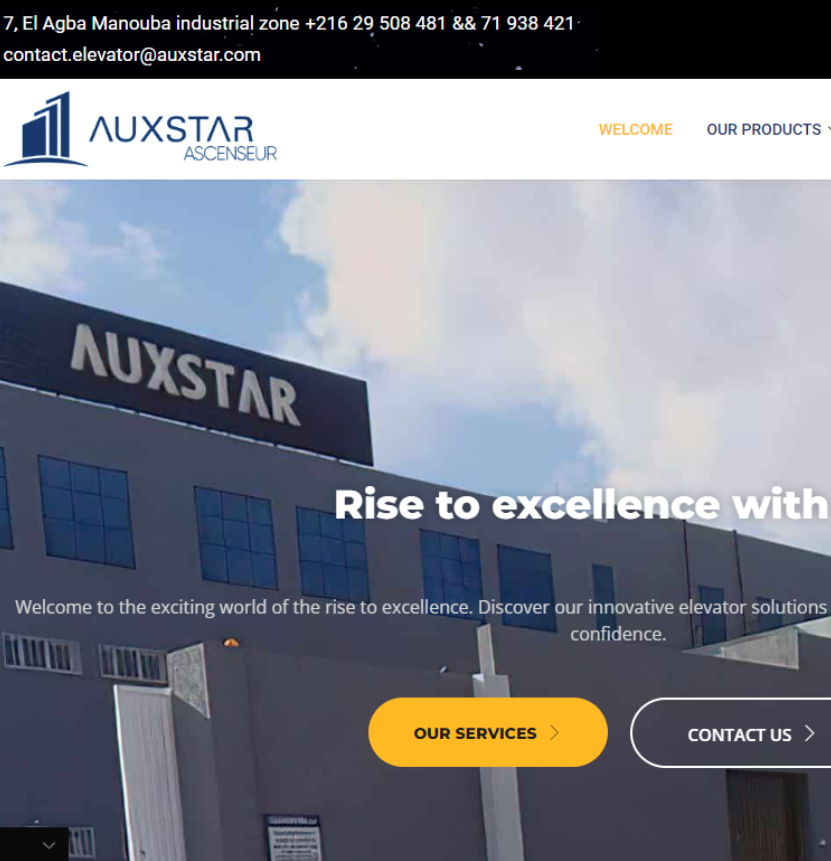 7, El Agba Manouba industrial zone +216 29 508 481 && 71 938 421
contact.elevator@auxstar.com
AUXSTAR
ASCENSEUR
WELCOME
OUR PRODUCTS
AUXSTAR
Rise to excellence with
Welcome to the exciting world of the rise to excellence. Discover our innovative elevator solutions
confidence.
OUR SERVICES
CONTACT US